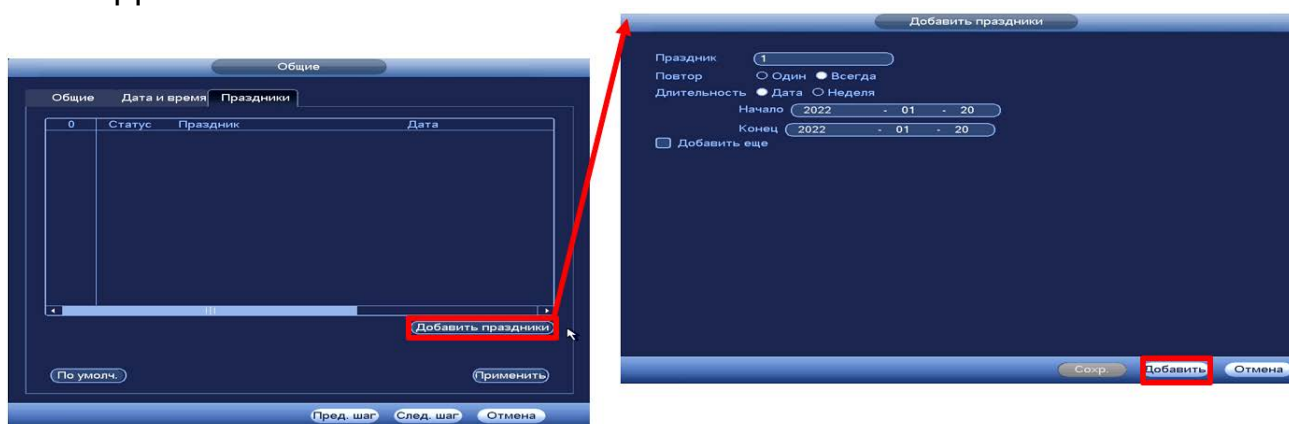 Общие
Общие Дата и время Праздники
0 Статус Праздник Дата
Добавить праздники
По умолч. Применить
Пред. шаг След. шаг Отмена
Добавить праздники
Праздник 1
Повтор Один Всегда
Длительность Дата Неделя
Начало 2022 - 01 - 20
Конец 2022 - 01 - 20
Добавить еще
Сохр. Добавить Отмена